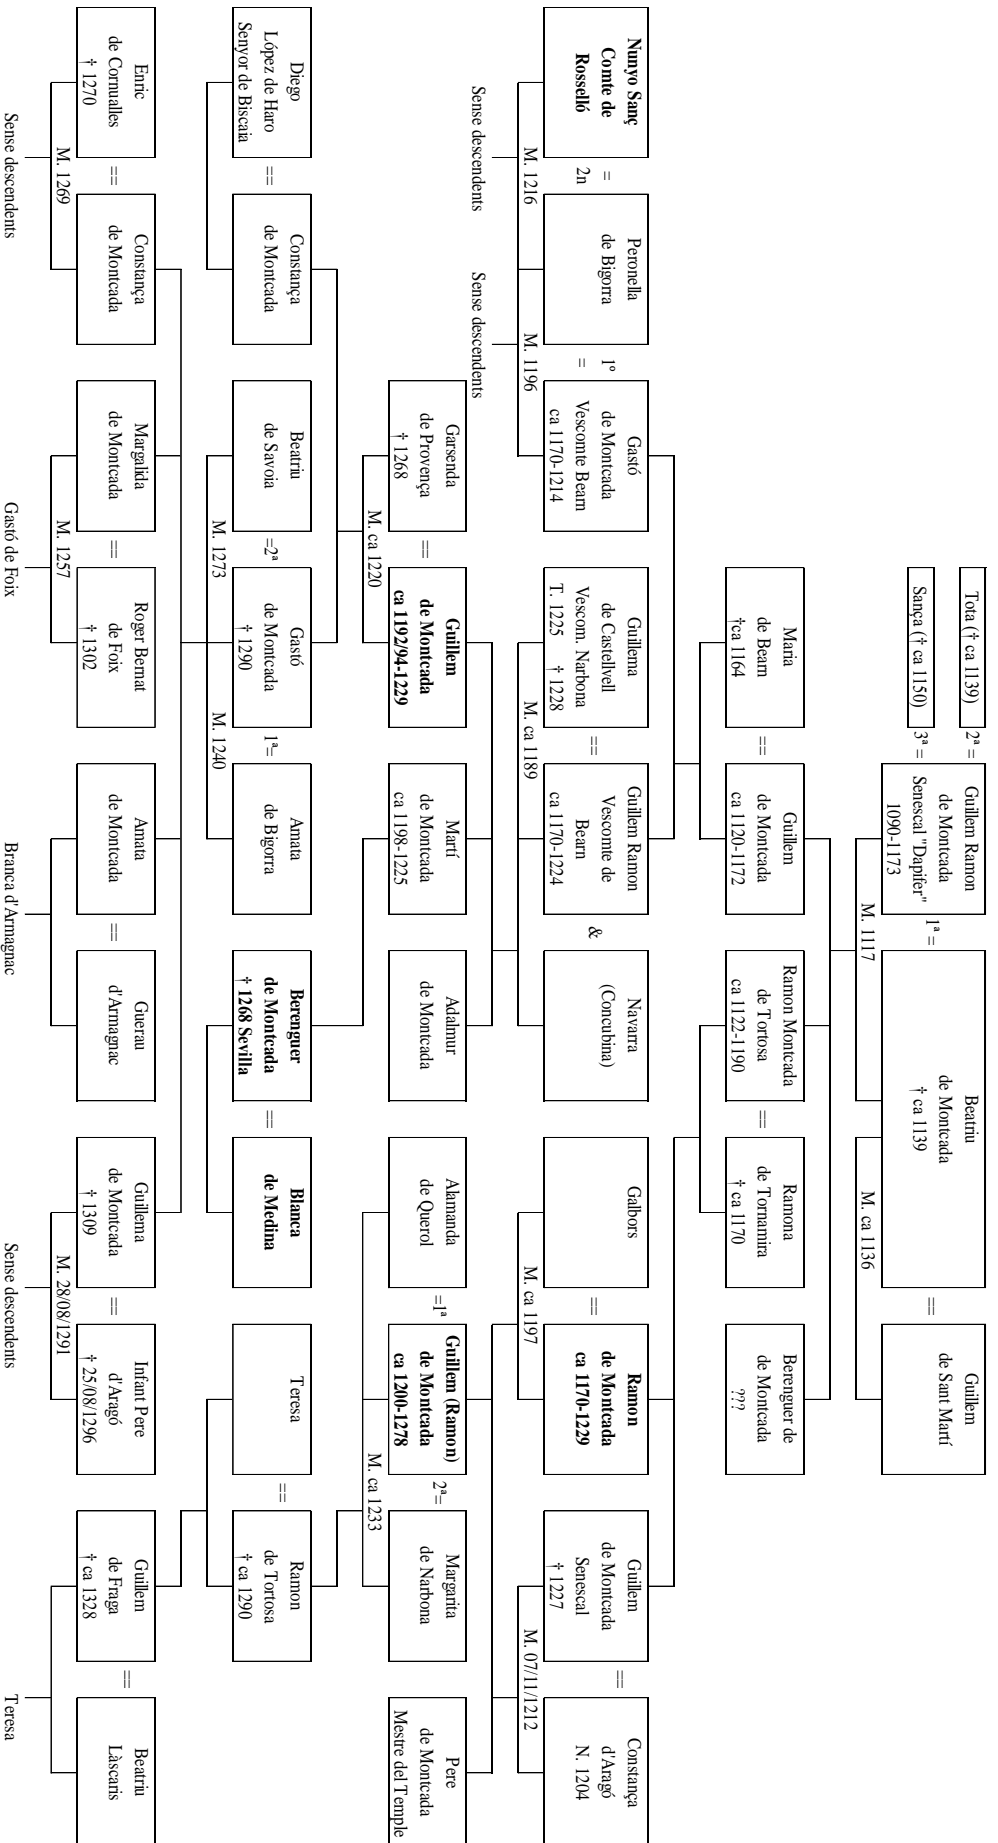 Tota († ca 1139)
2ª =
Sança († ca 1150)
3ª =
Guillem Ramon
de Montcada
Senescal "Dapifer"
1090-1173
1ª =
M. 1117
Beatriu
de Montcada
† ca 1139
M. ca 1136
==
Guillem
de Sant Martí
Maria
de Bearn
†ca 1164
==
Guillem
de Montcada
ca 1120-1172
Ramon Montcada
de Tortosa
ca 1122-1190
==
Ramona
de Tornamira
† ca 1170
Berenguer de
de Montcada
???
Nunyo Sanç
Comte de
Rosselló
=
2n
M. 1216
Sense descendents
Peronella
de Bigorra
1º
=
M. 1196
Sense descendents
Gastó
de Montcada
Vescomte Bearn
ca 1170-1214
Guillema
de Castellvell
Vescom. Narbona
T. 1225 † 1228
==
M. ca 1189
Guillem Ramon
Vescomte de
Bearn
ca 1170-1224
&
Navarra
(Concubina)
Galbors
==
M. ca 1197
Ramon
de Montcada
ca 1170-1229
Guillem
de Montcada
Senescal
† 1227
==
M. 07/11/1212
Constança
d'Aragó
N. 1204
Garsenda
de Provença
† 1268
==
M. ca 1220
Guillem
de Montcada
ca 1192/94-1229
Martí
de Montcada
ca 1198-1225
Adalmur
de Montcada
Alamanda
de Querol
=1ª
Guillem (Ramon)
de Montcada
ca 1200-1278
2ª=
M. ca 1233
Margarita
de Narbona
Pere
de Montcada
Mestre del Temple
Diego
López de Haro
Senyor de Biscaia
==
Constança
de Montcada
Beatriu
de Savoia
=2ª
M. 1273
Gastó
de Montcada
† 1290
1ª=
M. 1240
Amata
de Bigorra
Berenguer
de Montcada
† 1268 Sevilla
==
Blanca
de Medina
Teresa
==
Ramon
de Tortosa
† ca 1290
Enric
de Cornualles
† 1270
==
M. 1269
Sense descendents
Constança
de Montcada
Margalida
de Montcada
==
M. 1257
Gastó de Foix
Roger Bernat
de Foix
† 1302
Amata
de Montcada
==
Branca d'Armagnac
Guerau
d'Armagnac
Guillema
de Montcada
† 1309
==
M. 28/08/1291
Sense descendents
Infant Pere
d'Aragó
† 25/08/1296
Guillem
de Fraga
† ca 1328
==
Teresa
Beatriu
Làscaris